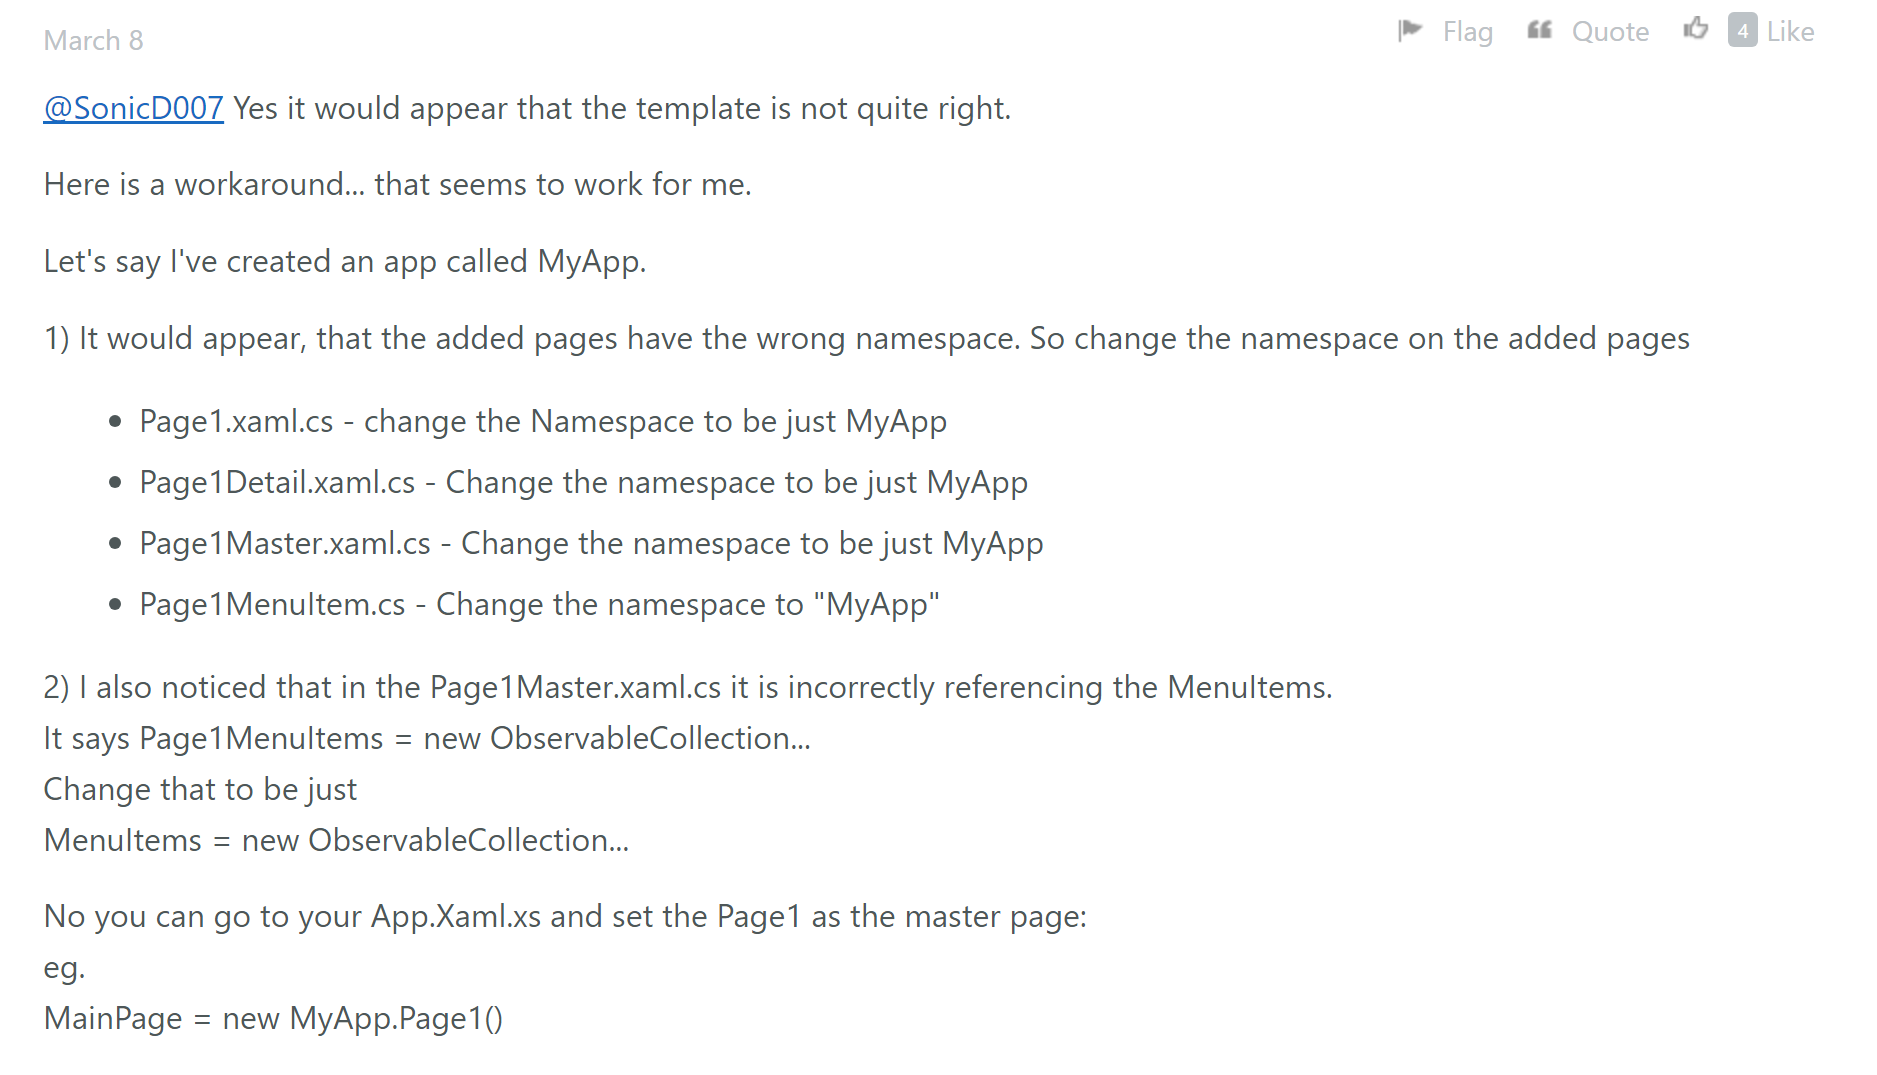 March 8
Flag Quote 4 Like
@SonicD007 Yes it would appear that the template is not quite right.
Here is a workaround... that seems to work for me.
Let's say I've created an app called MyApp.
1) It would appear, that the added pages have the wrong namespace. So change the namespace on the added pages
• Page1.xaml.cs - change the Namespace to be just MyApp
• Page1Detail.xaml.cs - Change the namespace to be just MyApp
• Page1Master.xaml.cs - Change the namespace to be just MyApp
• Page1MenuItem.cs - Change the namespace to "MyApp"
2) I also noticed that in the Page1Master.xaml.cs it is incorrectly referencing the MenuItems.
It says Page1MenuItems = new ObservableCollection...
Change that to be just
MenuItems = new ObservableCollection...
No you can go to your App.Xaml.xs and set the Page1 as the master page:
eg.
MainPage = new MyApp.Page1()